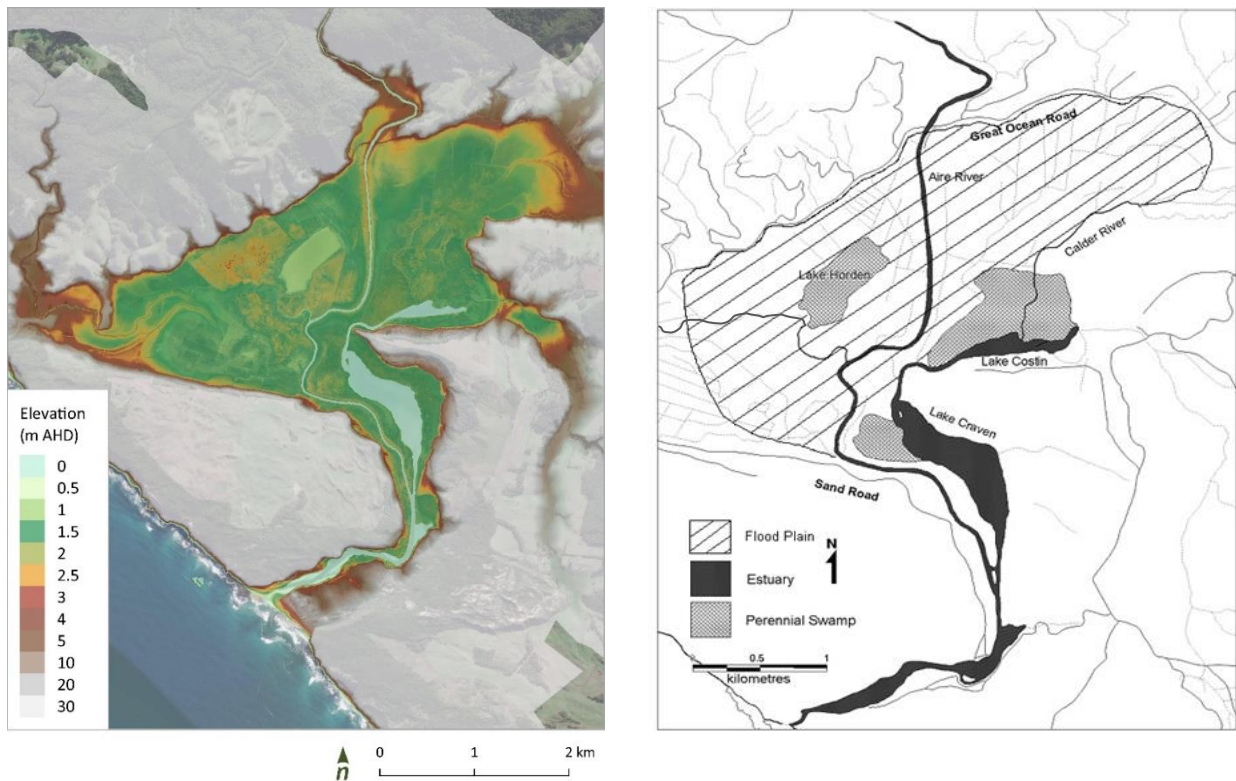 Elevation
(m AHD)
0
0.5
1
1.5
2
2.5
3
4
5
10
20
30
n
0 1 2 km
Great Ocean Road
Aire River
Calder River
Lake Horden
Lake Costin
Lake Craven
Sand Road
N
Flood Plain
Estuary
Perennial Swamp
0.5 1
kilometres